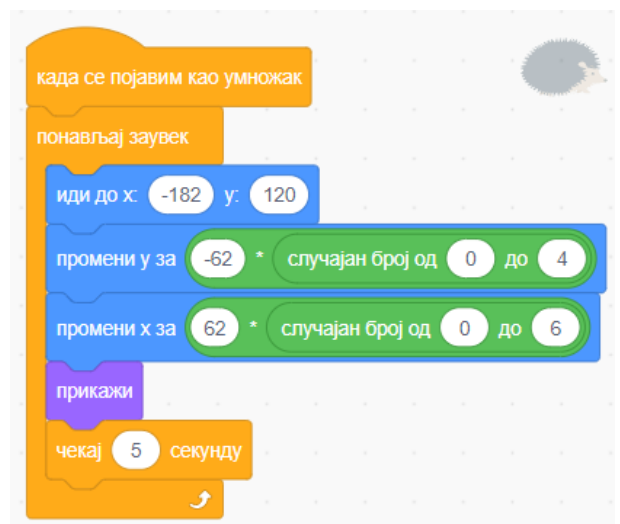 када се појавим као умножак
понављај заувек
иди до x: -182 y: 120
промени y за -62 * случајан број од 0 до 4
промени x за 62 * случајан број од 0 до 6
прикажи
чекај 5 секунду